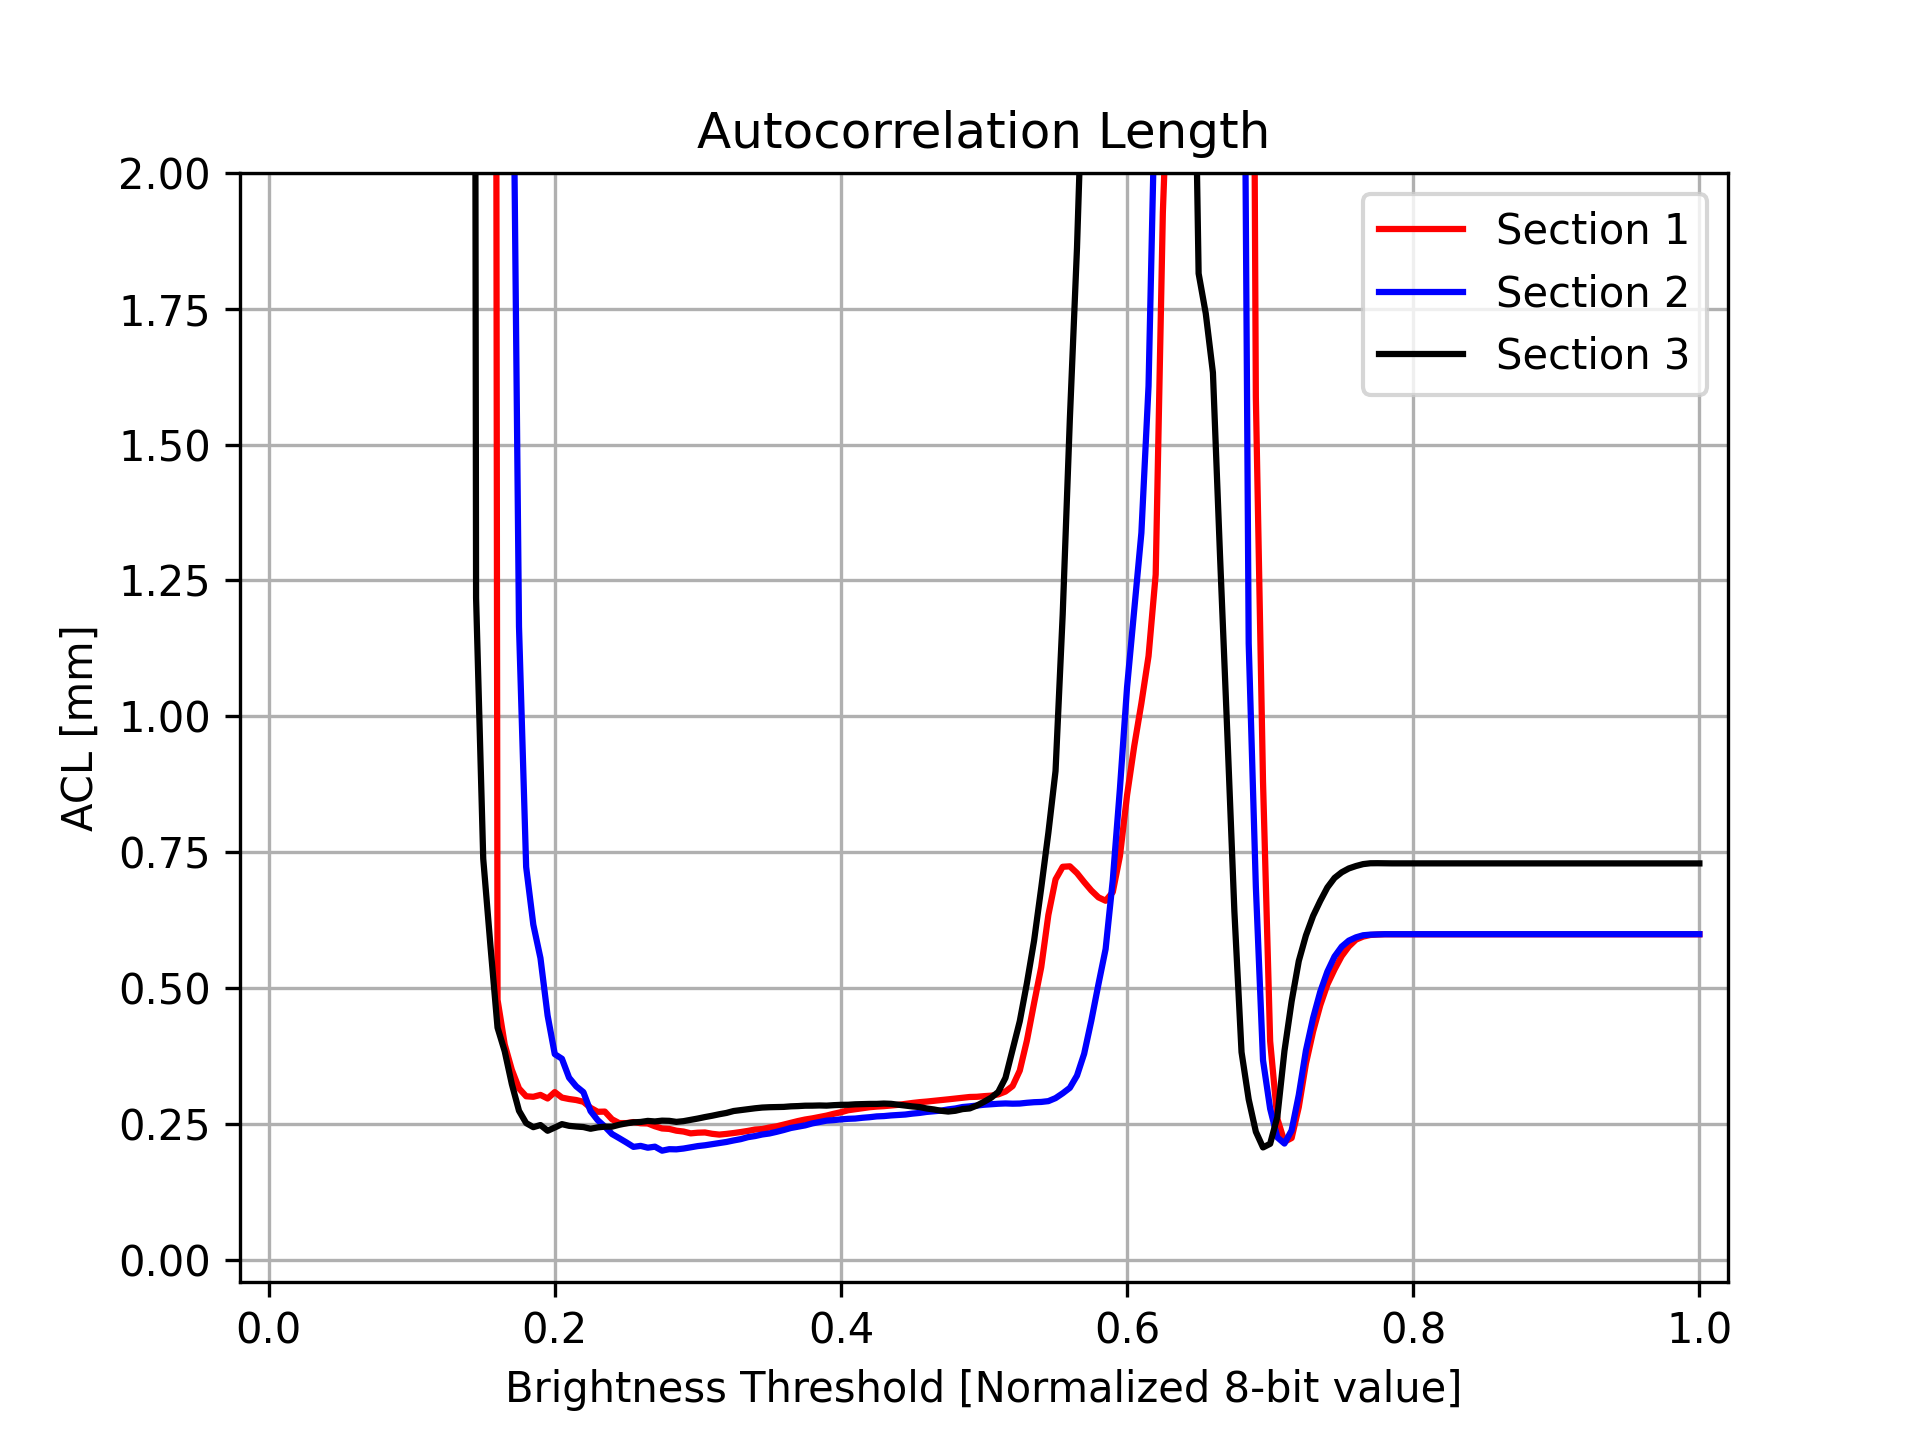 Autocorrelation Length
2.00
1.75
1.50
1.25
1.00
0.75
0.50
0.25
0.00
ACL [mm]
Section 1
Section 2
Section 3
0.0 0.2 0.4 0.6 0.8 1.0
Brightness Threshold [Normalized 8-bit value]